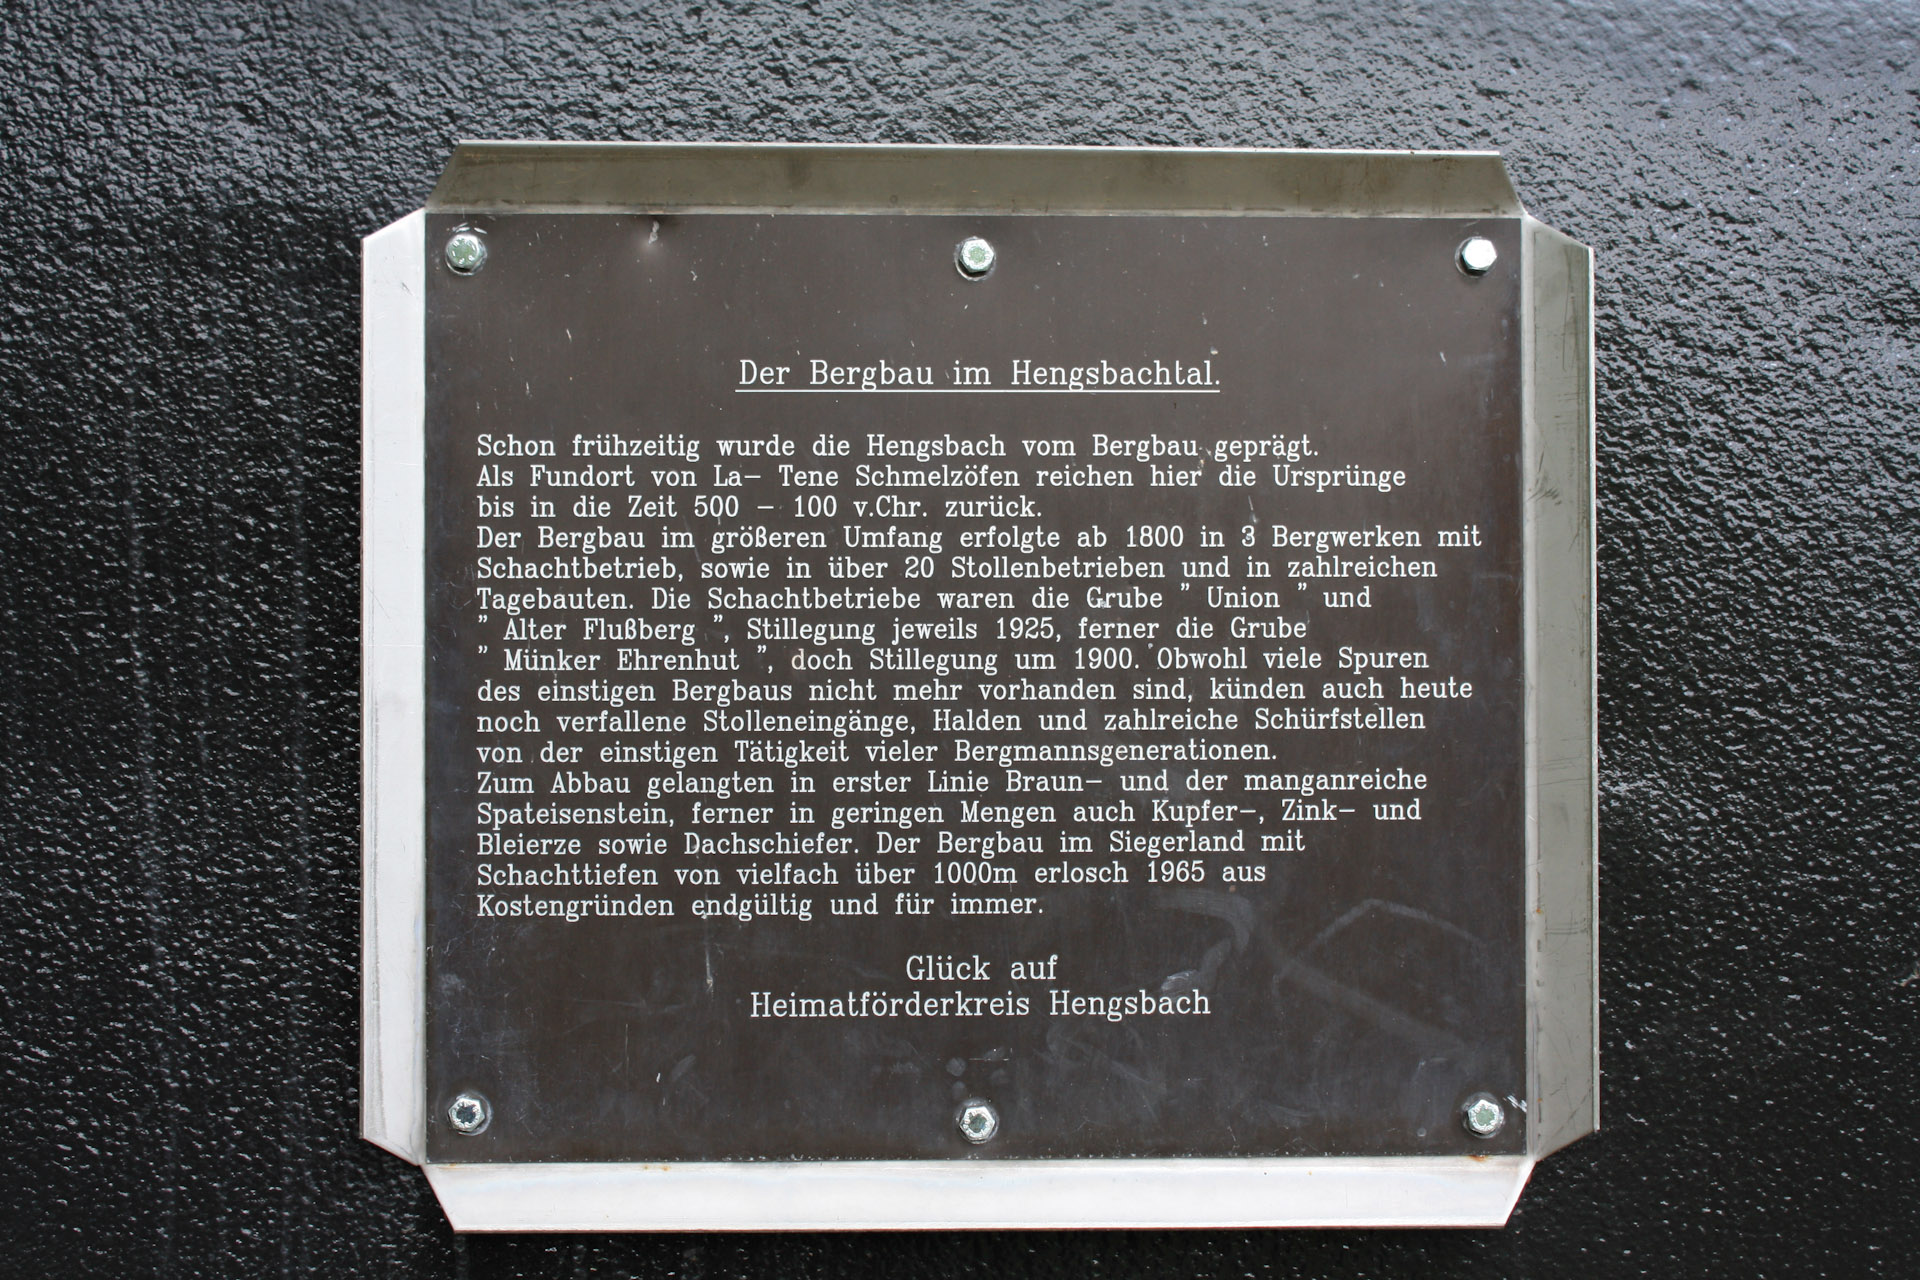 Der Bergbau im Hengsbachtal.
Schon frühzeitig wurde die Hengsbach vom Bergbau geprägt.
Als Fundort von La- Tene Schmelzöfen reichen hier die Ursprünge
bis in die Zeit 500 - 100 v.Chr. zurück.
Der Bergbau im größeren Umfang erfolgte ab 1800 in 3 Bergwerken mit
Schachtbetrieb, sowie in über 20 Stollenbetrieben und in zahlreichen
Tagebauten. Die Schachtbetriebe waren die Grube " Union " und
" Alter Flußberg ", Stillegung jeweils 1925, ferner die Grube
" Münker Ehrenhut ", doch Stillegung um 1900. Obwohl viele Spuren
des einstigen Bergbaus nicht mehr vorhanden sind, künden auch heute
noch verfallene Stolleneingänge, Halden und zahlreiche Schürfstellen
von der einstigen Tätigkeit vieler Bergmannsgenerationen.
Zum Abbau gelangten in erster Linie Braun- und der manganreiche
Spateisenstein, ferner in geringen Mengen auch Kupfer-, Zink- und
Bleierze sowie Dachschiefer. Der Bergbau im Siegerland mit
Schachttiefen von vielfach über 1000m erlosch 1965 aus
Kostengründen endgültig und für immer.
Glück auf
Heimatförderkreis Hengsbach